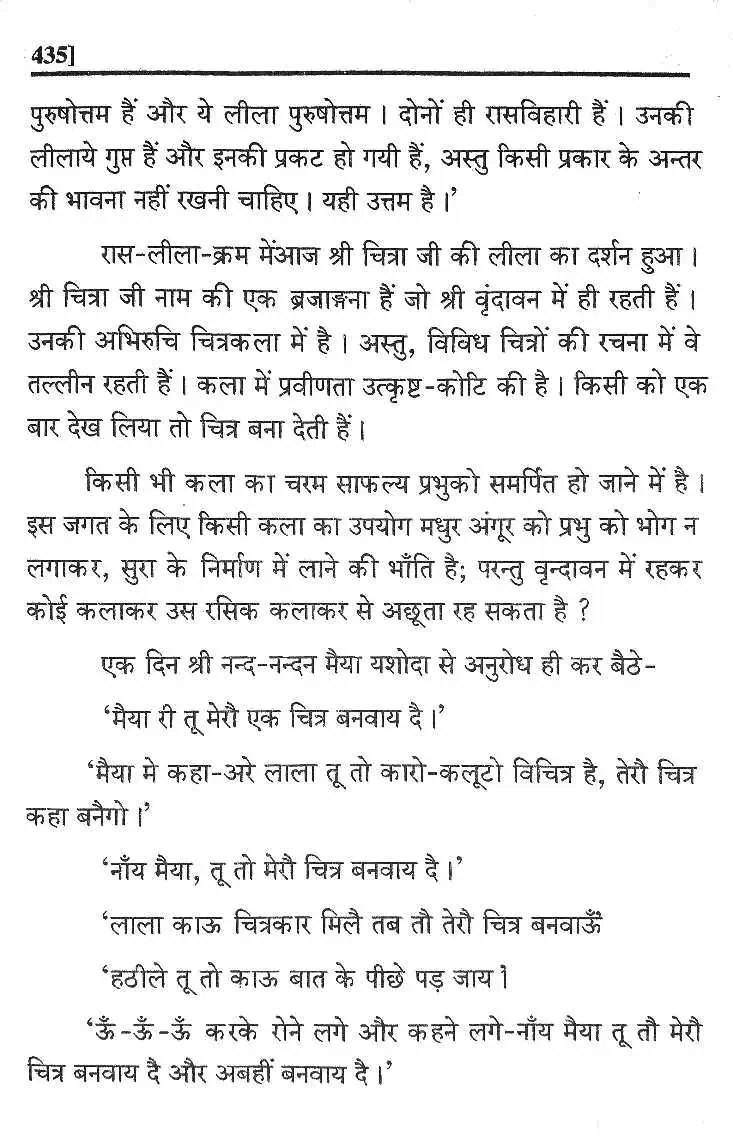 435]
पुरुषोत्तम हैं और ये लीला पुरुषोत्तम । दोनों ही रासविहारी हैं । उनकी
लीलाये गुप्त हैं और इनकी प्रकट हो गयी हैं, अस्तु किसी प्रकार के अन्तर
की भावना नहीं रखनी चाहिए । यही उत्तम है ।’
रास-लीला-क्रम मेंआज श्री चित्रा जी की लीला का दर्शन हुआ ।
श्री चित्रा जी नाम की एक ब्रजाङ्गना हैं जो श्री वृंदावन में ही रहती हैं ।
उनकी अभिरुचि चित्रकला में है । अस्तु, विविध चित्रों की रचना में वे
तल्लीन रहती हैं । कला में प्रवीणता उत्कृष्ट-कोटि की है । किसी को एक
बार देख लिया तो चित्र बना देती हैं ।
किसी भी कला का चरम साफल्य प्रभुको समर्पित हो जाने में है ।
इस जगत के लिए किसी कला का उपयोग मधुर अंगूर को प्रभु को भोग न
लगाकर, सुरा के निर्माण में लाने की भाँति है; परन्तु वृन्दावन में रहकर
कोई कलाकर उस रसिक कलाकर से अछूता रह सकता है ?
एक दिन श्री नन्द-नन्दन मैया यशोदा से अनुरोध ही कर बैठे-
‘मैया री तू मेरौ एक चित्र बनवाय दै ।’
‘मैया मे कहा-अरे लाला तू तो कारो-कलूटो विचित्र है, तेरौ चित्र
कहा बनैगो ।’
‘नाँय मैया, तू तो मेरौ चित्र बनवाय दै ।’
‘लाला काऊ चित्रकार मिलै तब तौ तेरौ चित्र बनवाऊँ
‘हठीले तू तो काऊ बात के पीछे पड़ जाय ।
‘ऊँ-ऊँ-ऊँ करके रोने लगे और कहने लगे-नाँय मैया तू तौ मेरौ
चित्र बनवाय दै और अबहीं बनवाय दै ।’